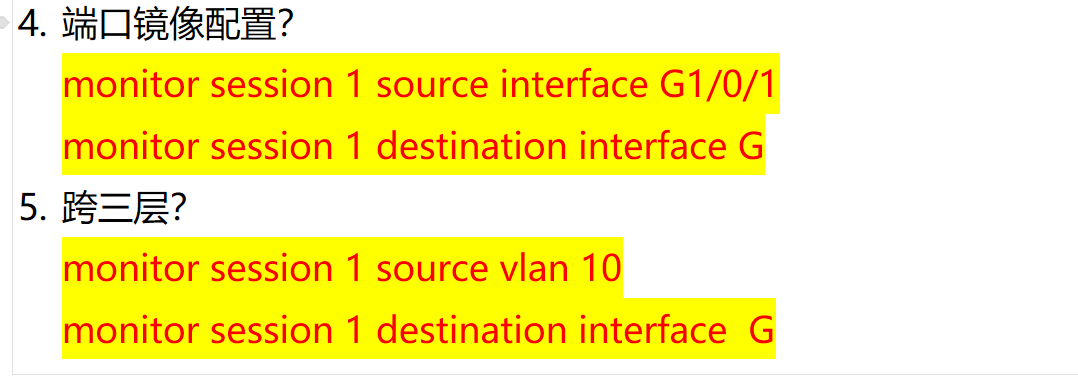 4. 端口镜像配置？
monitor session 1 source interface G1/0/1
monitor session 1 destination interface G
5. 跨三层？
monitor session 1 source vlan 10
monitor session 1 destination interface  G